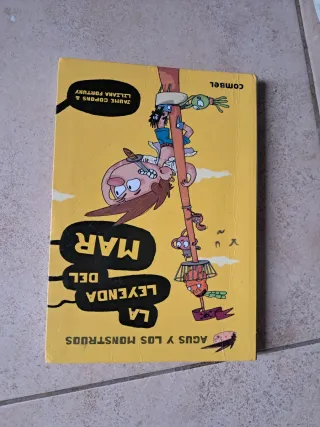 AGUS Y LOS MONSTRUOS
LA
LEYENDA
DEL
MAR
JAUME COPONS &
LILIANA FORTUNY
combel